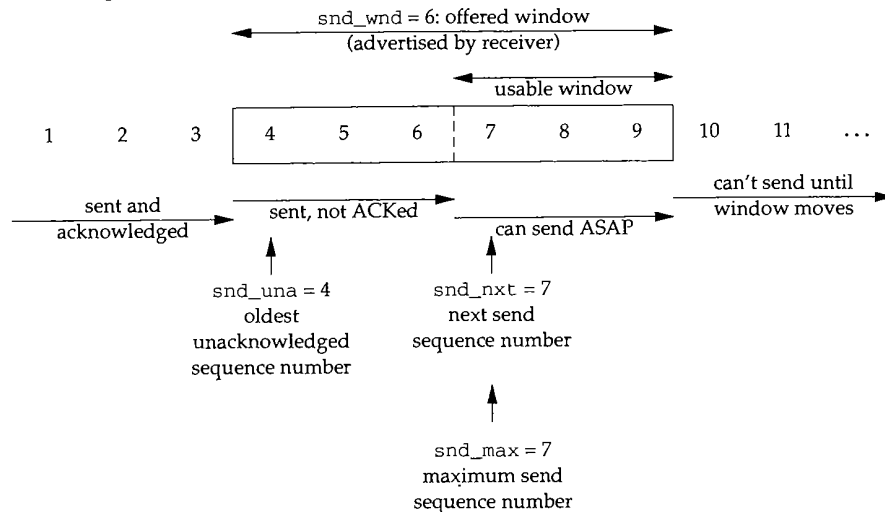 snd_wnd = 6: offered window
(advertised by receiver)
usable window
1 2 3 4 5 6 7 8 9 10 11 ...
sent and
acknowledged
sent, not ACKed
can send ASAP
can't send until
window moves
snd_una = 4
oldest
unacknowledged
sequence number
snd_nxt = 7
next send
sequence number
snd_max = 7
maximum send
sequence number